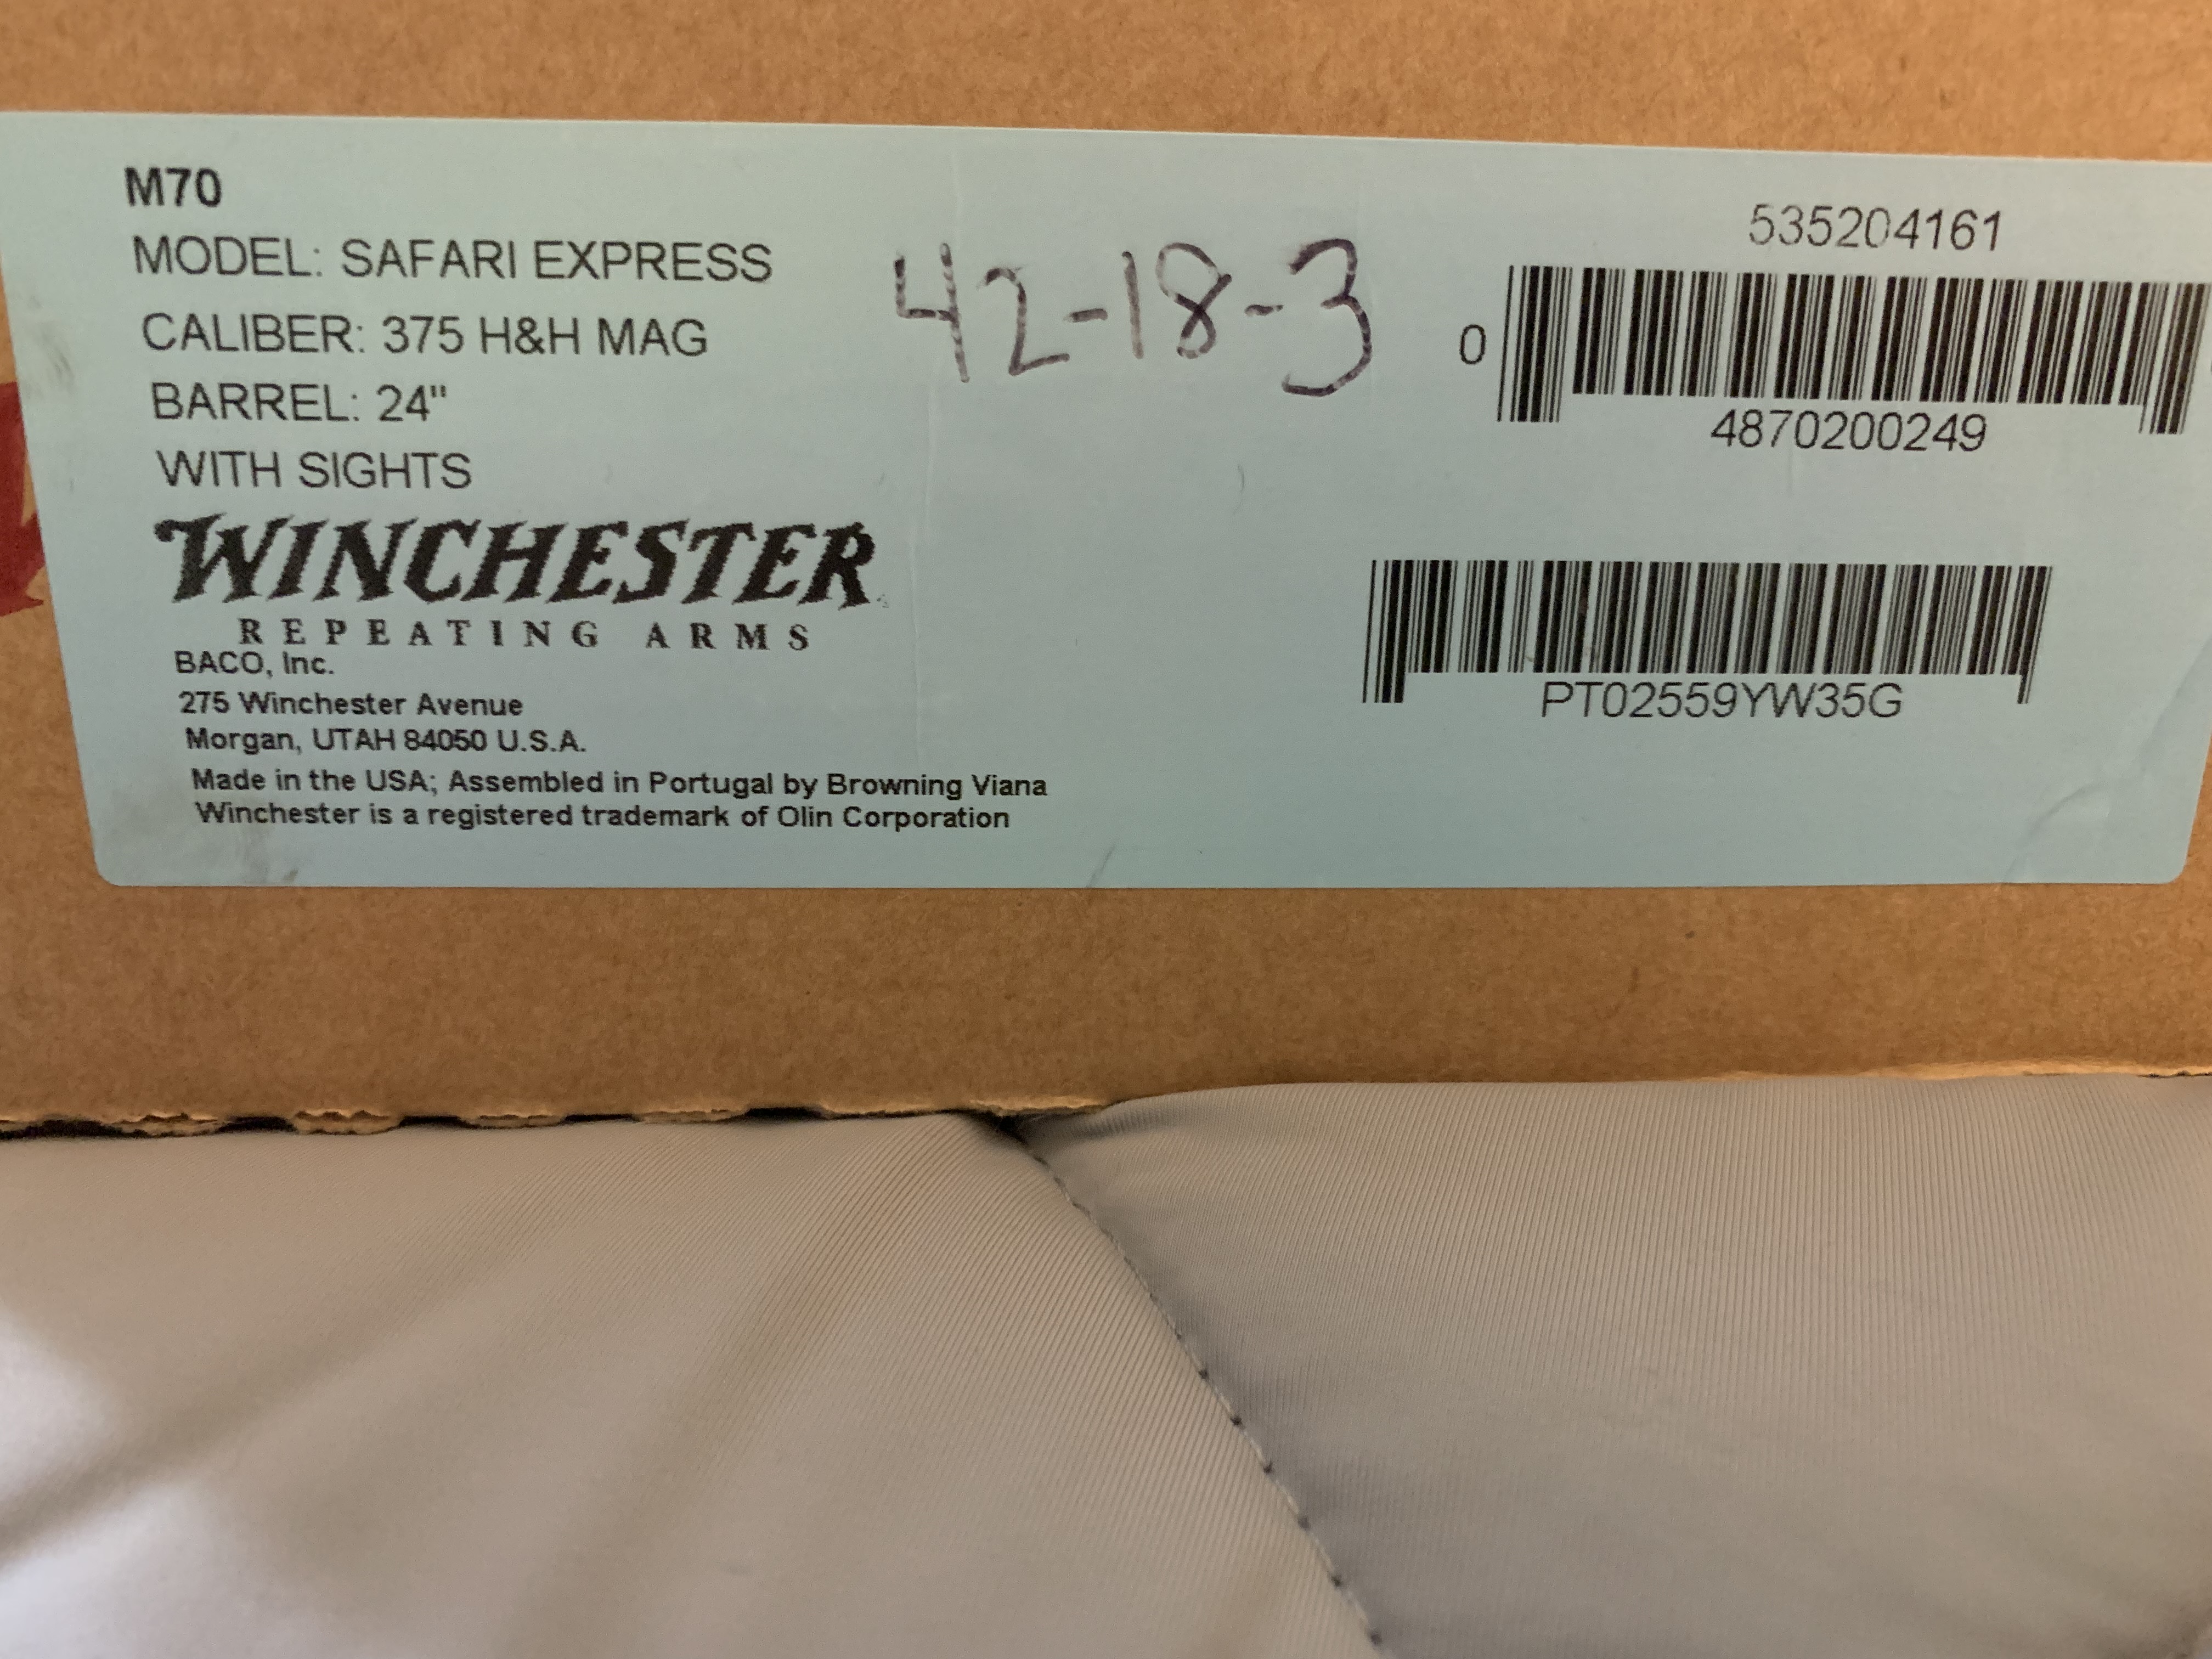 M70
MODEL: SAFARI EXPRESS
CALIBER: 375 H&H MAG
BARREL: 24"
WITH SIGHTS
WINCHESTER
REPEATING ARMS
BACO, Inc.
275 Winchester Avenue
Morgan, UTAH 84050 U.S.A.
Made in the USA; Assembled in Portugal by Browning Viana
Winchester is a registered trademark of Olin Corporation
42-18-3
535204161
0
4870200249
PT02559YW35G